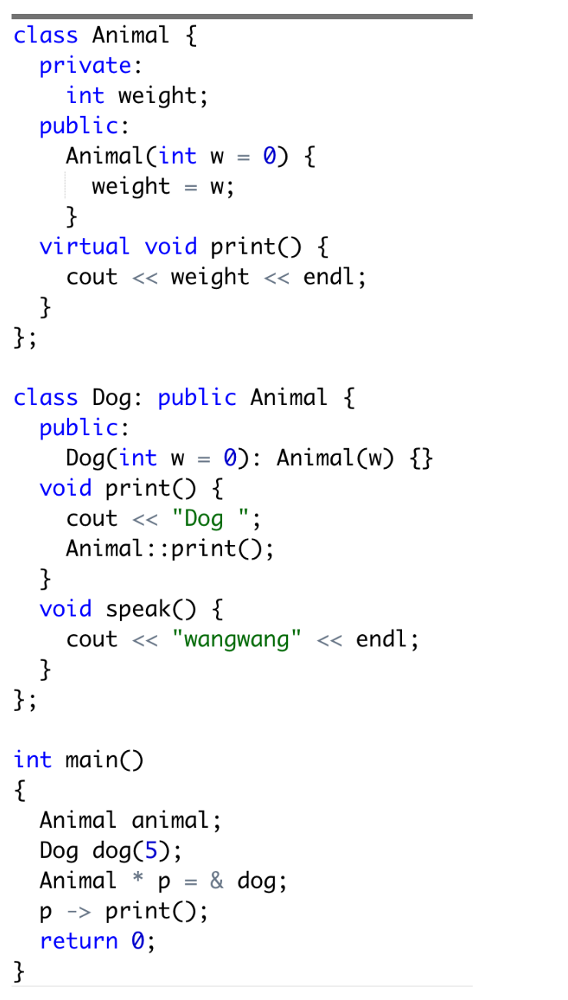 class Animal {
  private:
    int weight;
  public:
    Animal(int w = 0) {
      weight = w;
    }
  virtual void print() {
    cout << weight << endl;
  }
};

class Dog: public Animal {
  public:
    Dog(int w = 0): Animal(w) {}
  void print() {
    cout << "Dog ";
    Animal::print();
  }
  void speak() {
    cout << "wangwang" << endl;
  }
};

int main()
{
  Animal animal;
  Dog dog(5);
  Animal * p = & dog;
  p -> print();
  return 0;
}